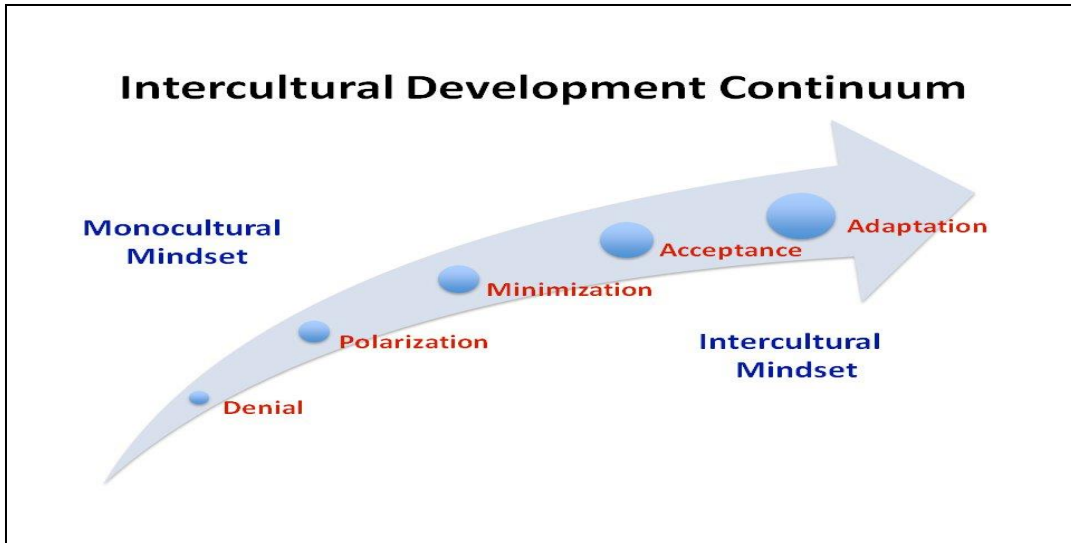 Intercultural Development Continuum
Monocultural
Mindset
Adaptation
Acceptance
Minimization
Polarization
Intercultural
Mindset
Denial